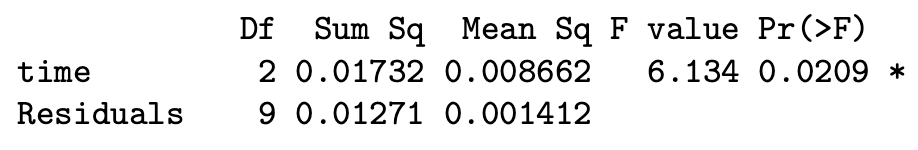 Df Sum Sq Mean Sq F value Pr(>F)
time 2 0.01732 0.008662 6.134 0.0209 *
Residuals 9 0.01271 0.001412